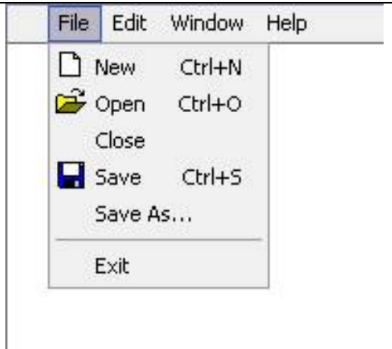 File Edit Window Help
New Ctrl+N
Open Ctrl+O
Close
Save Ctrl+S
Save As...
Exit